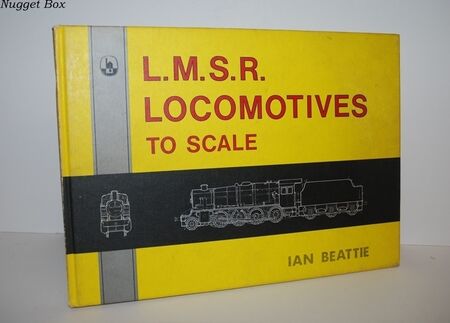 Nugget Box
L.M.S.R.
LOCOMOTIVES
TO SCALE
IAN BEATTIE